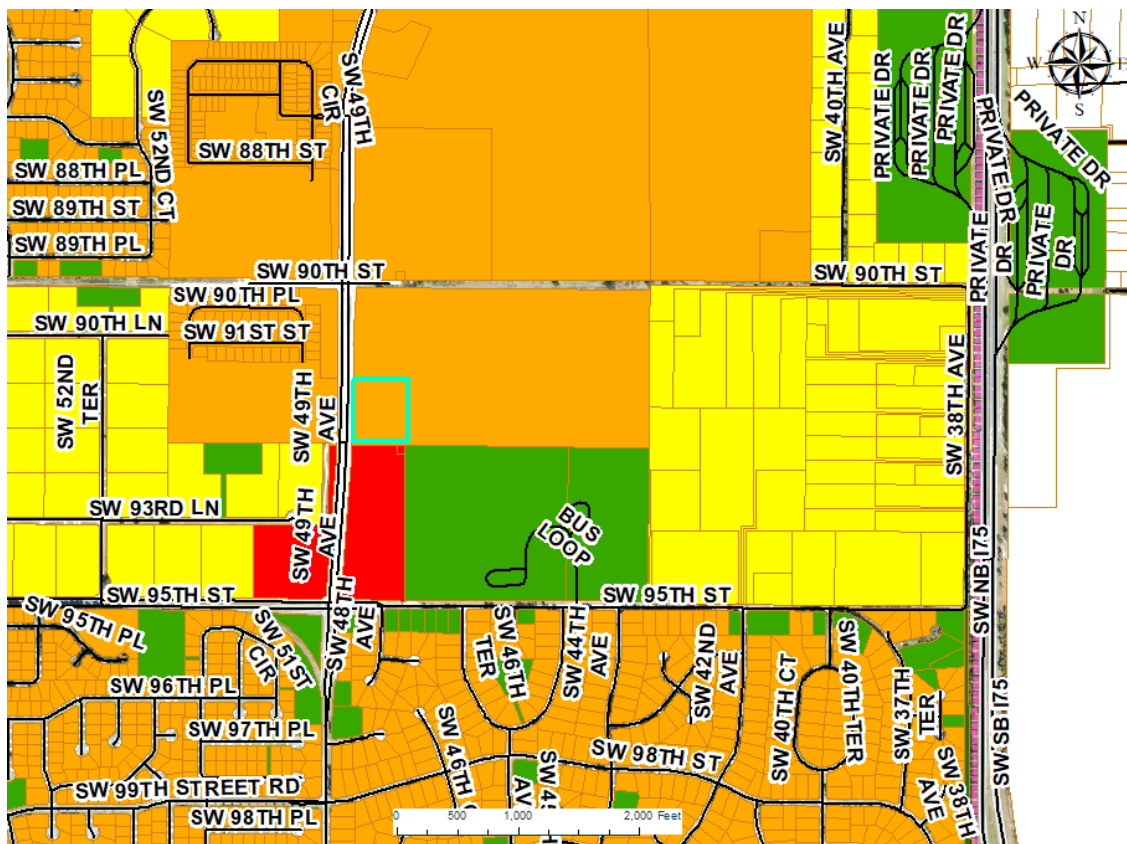 N
W E
S
SW 49TH
CIR
SW 40TH AVE
PRIVATE DR
PRIVATE DR
PRIVATE DR
PRIVATE DR
PRIVATE DR
SW 52ND CT
SW 88TH ST
SW 88TH PL
SW 89TH ST
SW 89TH PL
PRIVATE
DR
PRIVATE
DR
PRIVATE
SW 90TH ST
SW 90TH ST
SW 90TH PL
SW 90TH LN
SW 91ST ST
SW 52ND
TER
SW 49TH
AVE
SW 38TH AVE
SW 93RD LN
SW 49TH
AVE
BUS
LOOP
SW NB I75
SW 95TH ST
SW 95TH ST
SW 95TH PL
SW 51ST
CIR
SW 48TH
AVE
SW 46TH
TER
SW 44TH
AVE
SW 42ND
AVE
SW 40TH CT
SW 40TH TER
SW 37TH
TER
SW SB I75
SW 96TH PL
SW 97TH PL
SW 46TH
SW 98TH ST
SW 45
AV
SW 38TH
AVE
SW 99TH STREET RD
SW 98TH PL
0 500 1,000 2,000 Feet